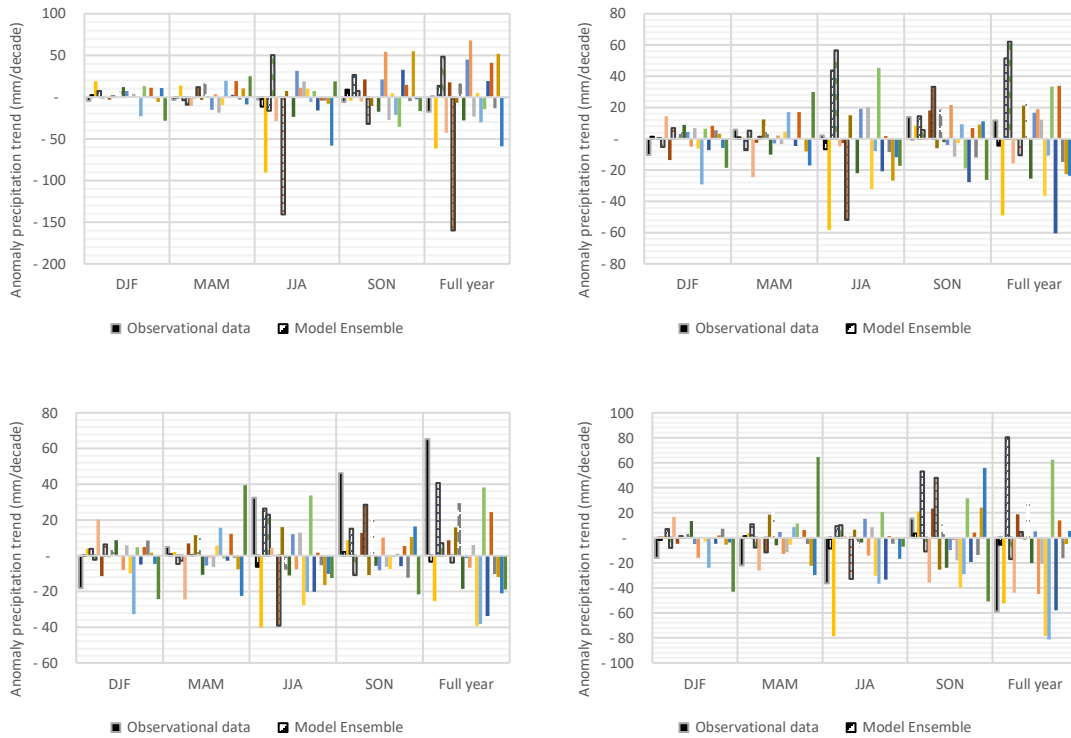 Anomaly precipitation trend (mm/decade)
100
50
-
- 50
- 100
- 150
- 200
DJF MAM JJA SON Full year
Observational data Model Ensemble
Anomaly precipitation trend (mm/decade)
80
60
40
20
-
- 20
- 40
- 60
- 80
DJF MAM JJA SON Full year
Observational data Model Ensemble
Anomaly precipitation trend (mm/decade)
80
60
40
20
-
- 20
- 40
- 60
DJF MAM JJA SON Full year
Observational data Model Ensemble
Anomaly precipitation trend (mm/decade)
100
80
60
40
20
-
- 20
- 40
- 60
- 80
- 100
DJF MAM JJA SON Full year
Observational data Model Ensemble